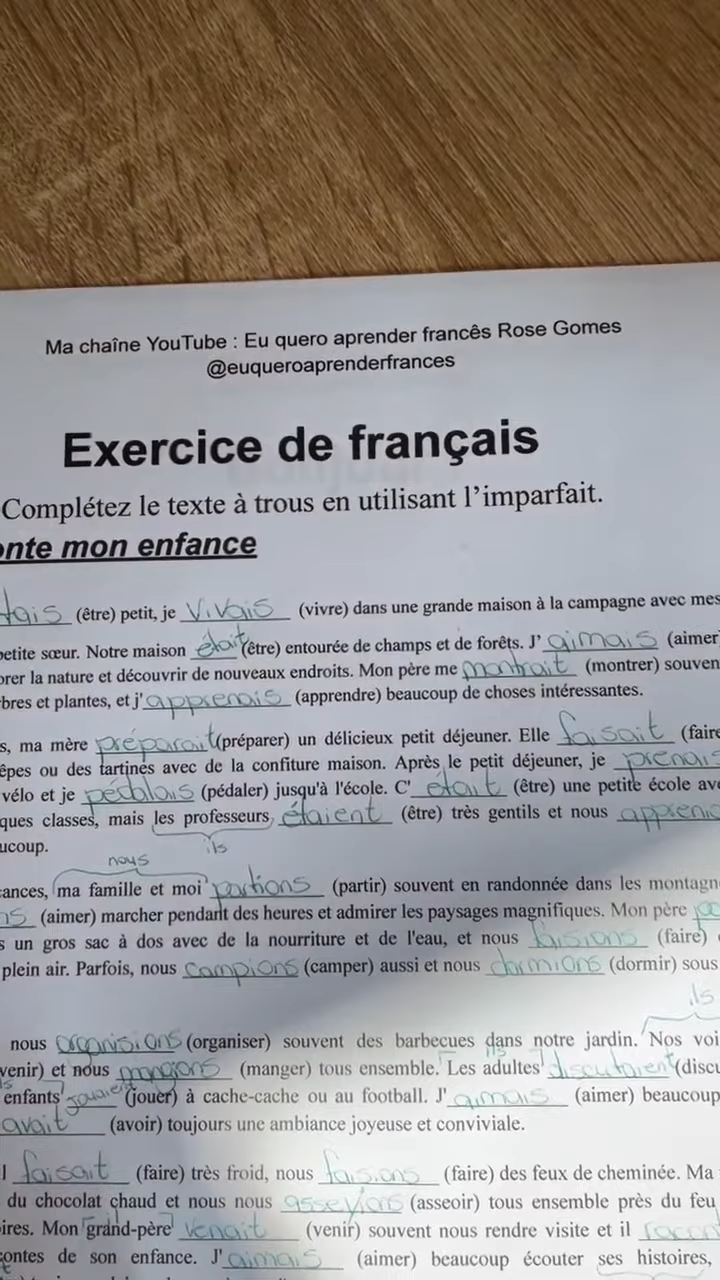 Ma chaîne YouTube : Eu quero aprender francês Rose Gomes
@euqueroaprenderfrances
Exercice de français
Complétez le texte à trous en utilisant l'imparfait.
onte mon enfance
tais (être) petit, je vivais (vivre) dans une grande maison à la campagne avec mes
petite sœur. Notre maison était (être) entourée de champs et de forêts. J' aimais (aimer)
orer la nature et découvrir de nouveaux endroits. Mon père me montrait (montrer) souven
bres et plantes, et j' apprenais (apprendre) beaucoup de choses intéressantes.
s, ma mère préparait (préparer) un délicieux petit déjeuner. Elle faisait (faire
êpes ou des tartines avec de la confiture maison. Après le petit déjeuner, je prenais
vélo et je pédalais (pédaler) jusqu'à l'école. C' était (être) une petite école ave
ques classes, mais les professeurs étaient (être) très gentils et nous apprenio
ucoup. ils
nous
cances, ma famille et moi partions (partir) souvent en randonnée dans les montagn
ns (aimer) marcher pendant des heures et admirer les paysages magnifiques. Mon père
s un gros sac à dos avec de la nourriture et de l'eau, et nous faisions (faire)
plein air. Parfois, nous campions (camper) aussi et nous dormions (dormir) sous
ils
nous organisions (organiser) souvent des barbecues dans notre jardin. Nos voi
venir) et nous mangions (manger) tous ensemble. Les adultes discutaient (discu
ils
enfants jouaient (jouer) à cache-cache ou au football. J' aimais (aimer) beaucoup
avait (avoir) toujours une ambiance joyeuse et conviviale.
l faisait (faire) très froid, nous faisions (faire) des feux de cheminée. Ma
du chocolat chaud et nous nous asseyions (asseoir) tous ensemble près du feu
ires. Mon grand-père venait (venir) souvent nous rendre visite et il racon
contes de son enfance. J' aimais (aimer) beaucoup écouter ses histoires,